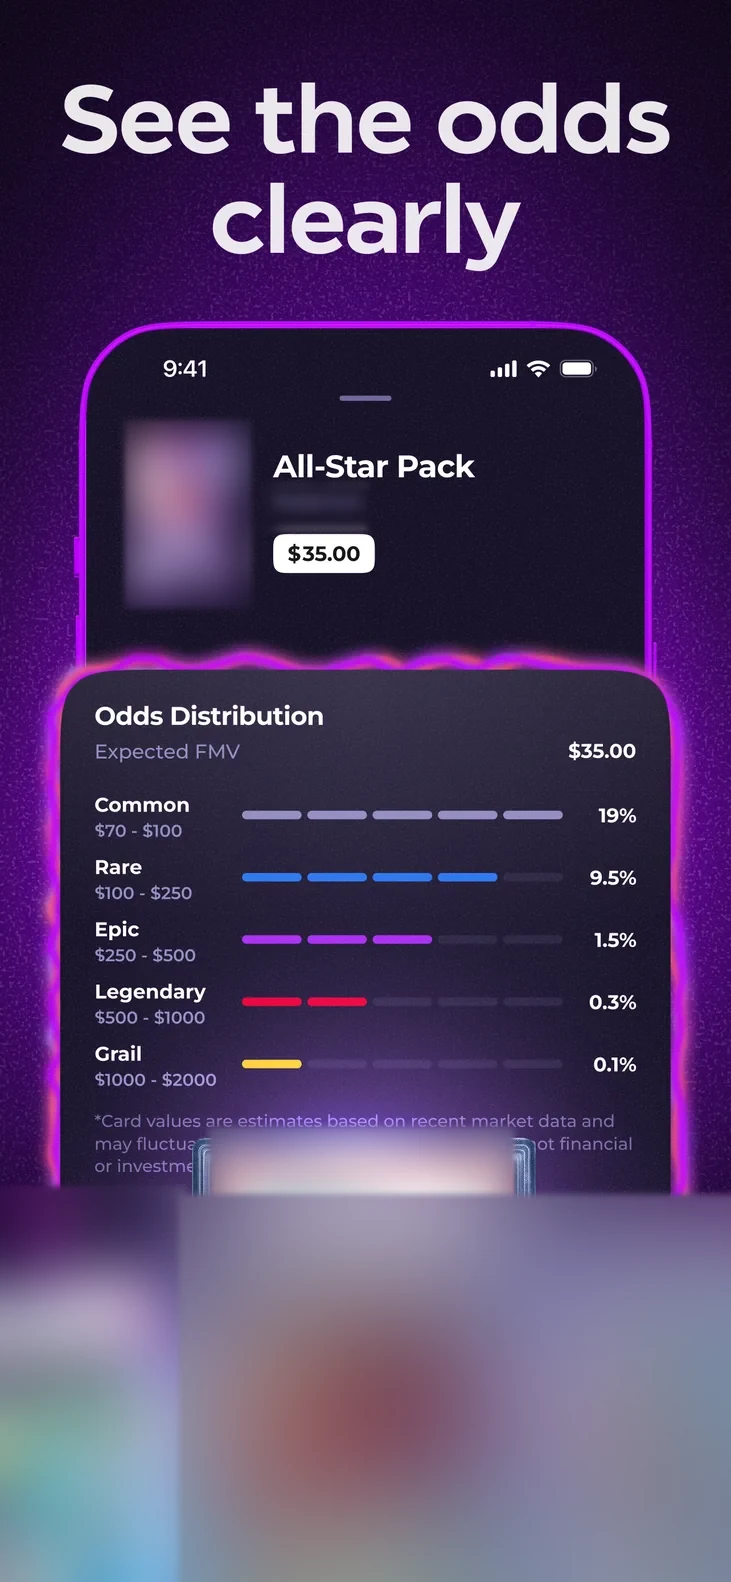 See the odds
clearly
9:41
All-Star Pack
$35.00
Odds Distribution
Expected FMV $35.00
Common
$70 - $100
19%
Rare
$100 - $250
9.5%
Epic
$250 - $500
1.5%
Legendary
$500 - $1000
0.3%
Grail
$1000 - $2000
0.1%
*Card values are estimates based on recent market data and
may financial
or